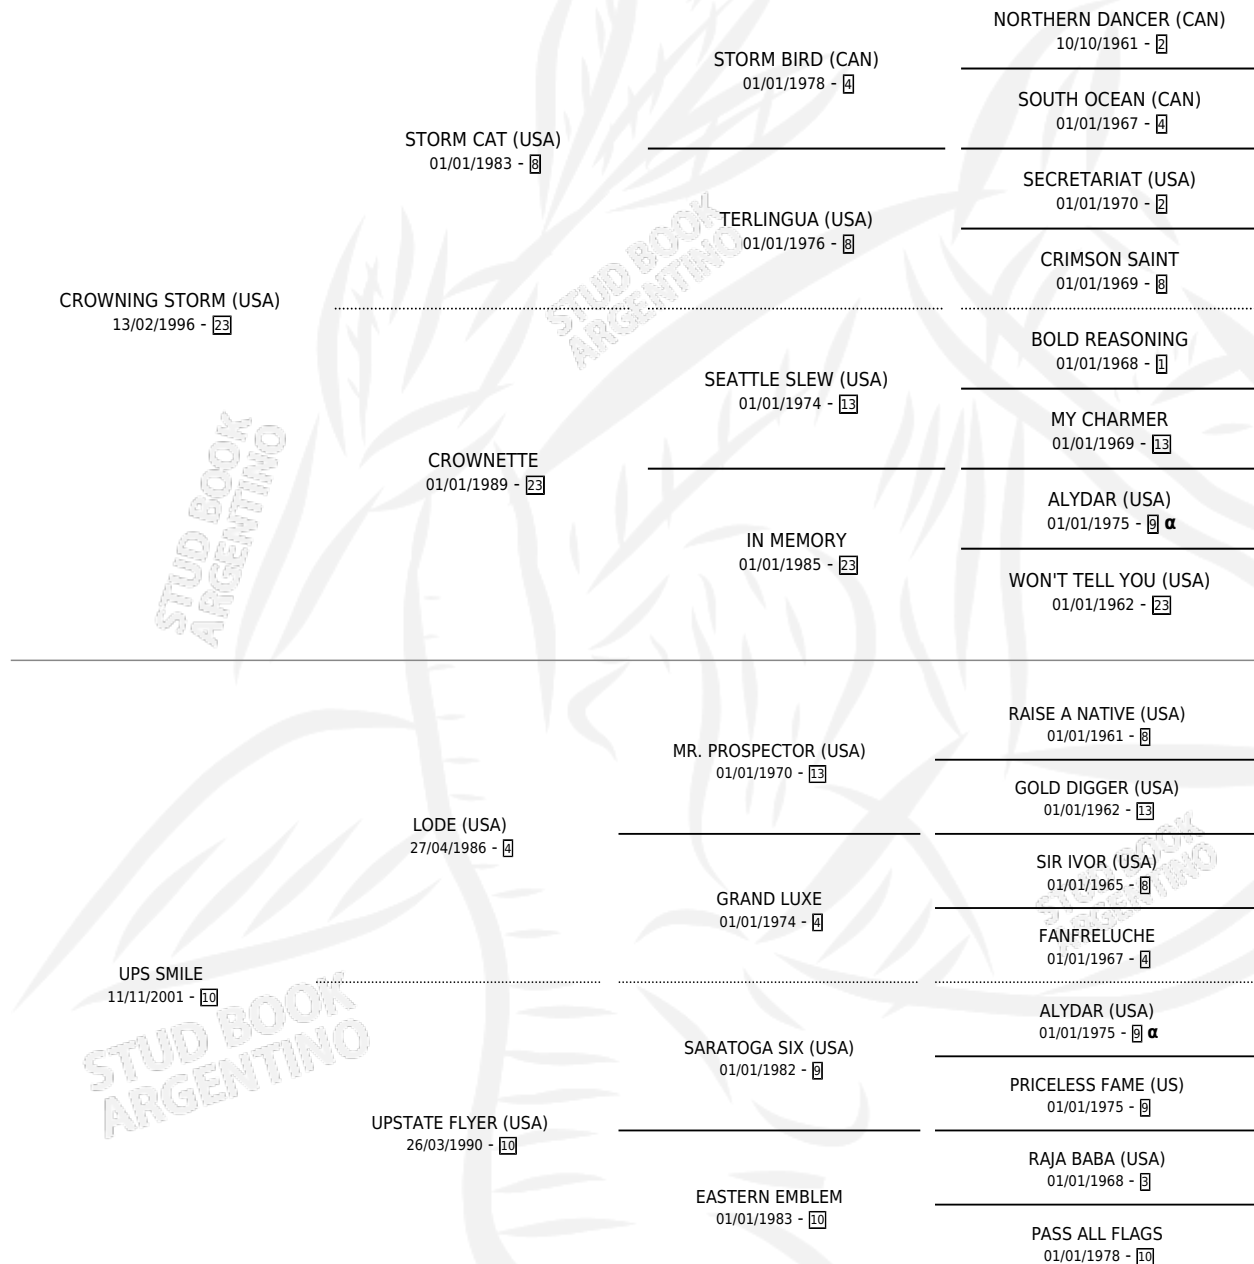 NORTHERN DANCER (CAN)
10/10/1961 - 2
STORM BIRD (CAN)
01/01/1978 - 4
SOUTH OCEAN (CAN)
01/01/1967 - 4
STORM CAT (USA)
01/01/1983 - 8
SECRETARIAT (USA)
01/01/1970 - 2
TERLINGUA (USA)
01/01/1976 - 8
CRIMSON SAINT
01/01/1969 - 8
CROWNING STORM (USA)
13/02/1996 - 23
BOLD REASONING
01/01/1968 - 1
SEATTLE SLEW (USA)
01/01/1974 - 13
MY CHARMER
01/01/1969 - 13
CROWNETTE
01/01/1989 - 23
ALYDAR (USA)
01/01/1975 - 9 α
IN MEMORY
01/01/1985 - 23
WON'T TELL YOU (USA)
01/01/1962 - 23
RAISE A NATIVE (USA)
01/01/1961 - 8
MR. PROSPECTOR (USA)
01/01/1970 - 13
GOLD DIGGER (USA)
01/01/1962 - 13
LODE (USA)
27/04/1986 - 4
SIR IVOR (USA)
01/01/1965 - 8
GRAND LUXE
01/01/1974 - 4
FANFRELUCHE
01/01/1967 - 4
UPS SMILE
11/11/2001 - 10
ALYDAR (USA)
01/01/1975 - 9 α
SARATOGA SIX (USA)
01/01/1982 - 9
PRICELESS FAME (US)
01/01/1975 - 9
UPSTATE FLYER (USA)
26/03/1990 - 10
RAJA BABA (USA)
01/01/1968 - 3
EASTERN EMBLEM
01/01/1983 - 10
PASS ALL FLAGS
01/01/1978 - 10
STUD BOOK
ARGENTINO
STUD BOOK
ARGENTINO
STUD BOOK
ARGENTINO
STUD BOOK
ARGENTINO